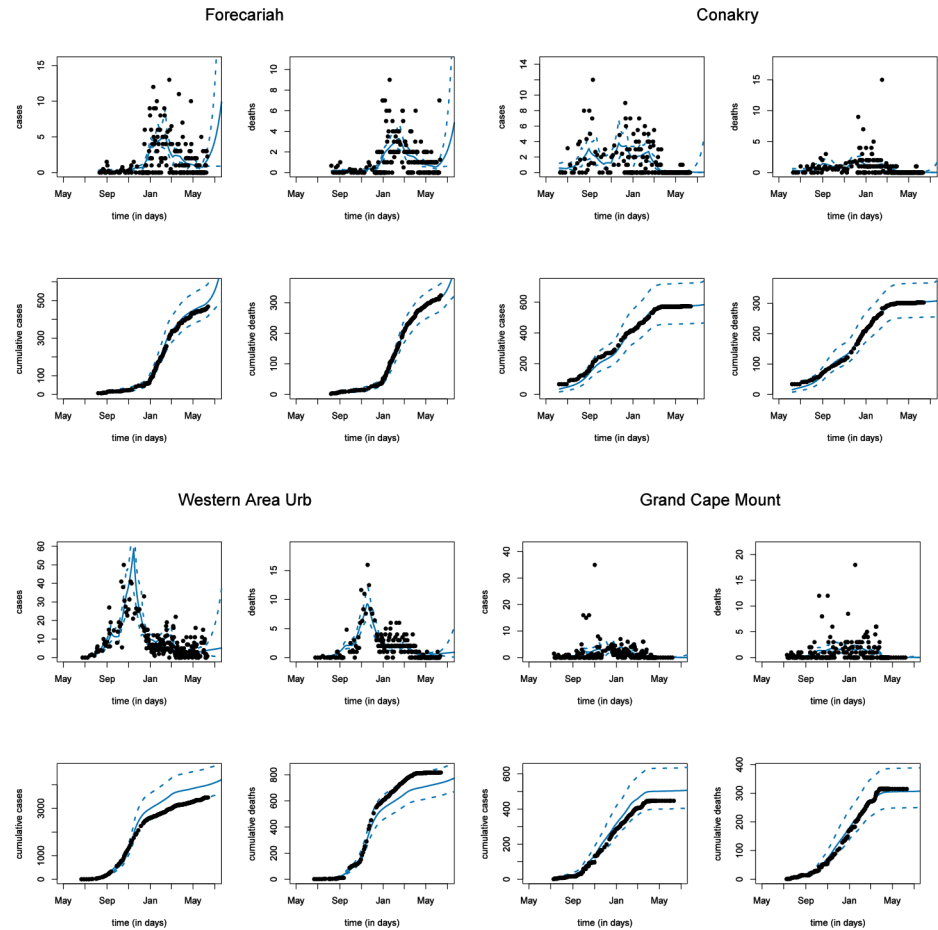 Forecariah
cases
15
10
5
0
May Sep Jan May
time (in days)
deaths
10
8
6
4
2
0
May Sep Jan May
time (in days)
cumulative cases
500
300
100
0
May Sep Jan May
time (in days)
cumulative deaths
300
200
100
0
May Sep Jan May
time (in days)
Conakry
cases
14
12
10
8
6
4
2
0
May Sep Jan May
time (in days)
deaths
15
10
5
0
May Sep Jan May
time (in days)
cumulative cases
600
400
200
0
May Sep Jan May
time (in days)
cumulative deaths
300
200
100
0
May Sep Jan May
time (in days)
Western Area Urb
cases
60
50
40
30
20
10
0
May Sep Jan May
time (in days)
deaths
15
10
5
0
May Sep Jan May
time (in days)
cumulative cases
3000
1000
0
May Sep Jan May
time (in days)
cumulative deaths
800
600
400
200
0
May Sep Jan May
time (in days)
Grand Cape Mount
cases
40
30
20
10
0
May Sep Jan May
time (in days)
deaths
20
15
10
5
0
May Sep Jan May
time (in days)
cumulative cases
600
400
200
0
May Sep Jan May
time (in days)
cumulative deaths
400
300
200
100
0
May Sep Jan May
time (in days)